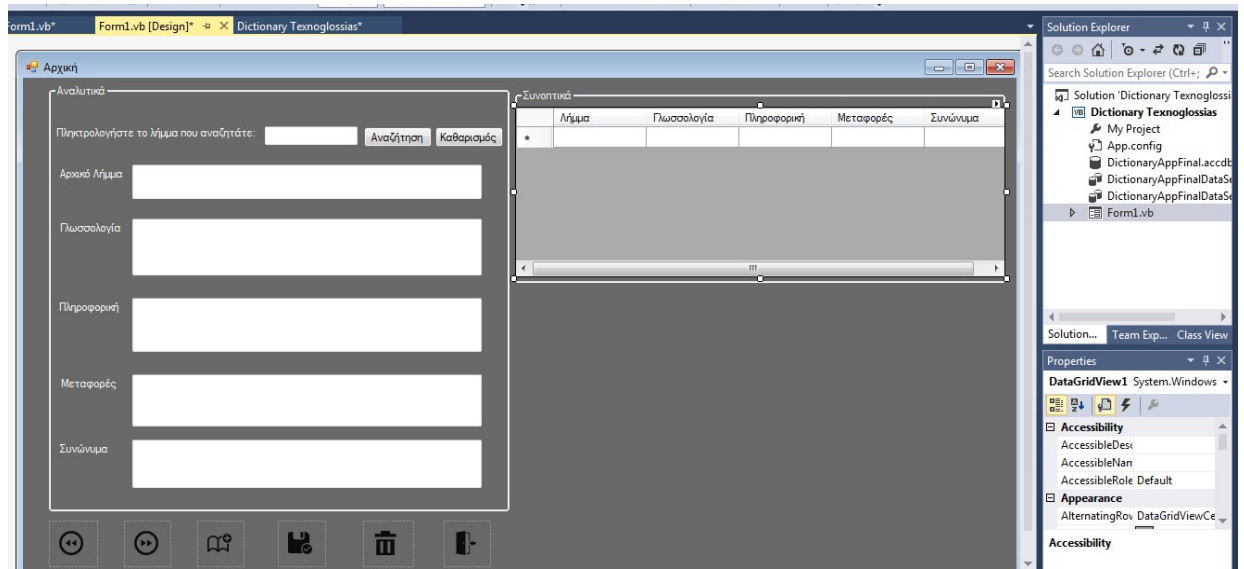 Form1.vb*
Form1.vb [Design]*
Dictionary Texnoglossias*
Αρχική
Αναλυτικά
Πληκτρολογήστε το λήμμα που αναζητάτε:
Αναζήτηση
Καθαρισμός
Αρχικό Λήμμα
Γλωσσολογία
Πληροφορική
Μεταφορές
Συνώνυμα
Συνοπτικά
Λήμμα Γλωσσολογία Πληροφορική Μεταφορές Συνώνυμα
Solution Explorer
Search Solution Explorer (Ctrl+;
Solution 'Dictionary Texnoglossi
Dictionary Texnoglossias
My Project
App.config
DictionaryAppFinal.accdb
DictionaryAppFinalDataSe
DictionaryAppFinalDataSe
Form1.vb
Solution... Team Exp... Class View
Properties
DataGridView1 System.Windows
Accessibility
AccessibleDesc
AccessibleNam
AccessibleRole Default
Appearance
AlternatingRow DataGridViewCe
Accessibility